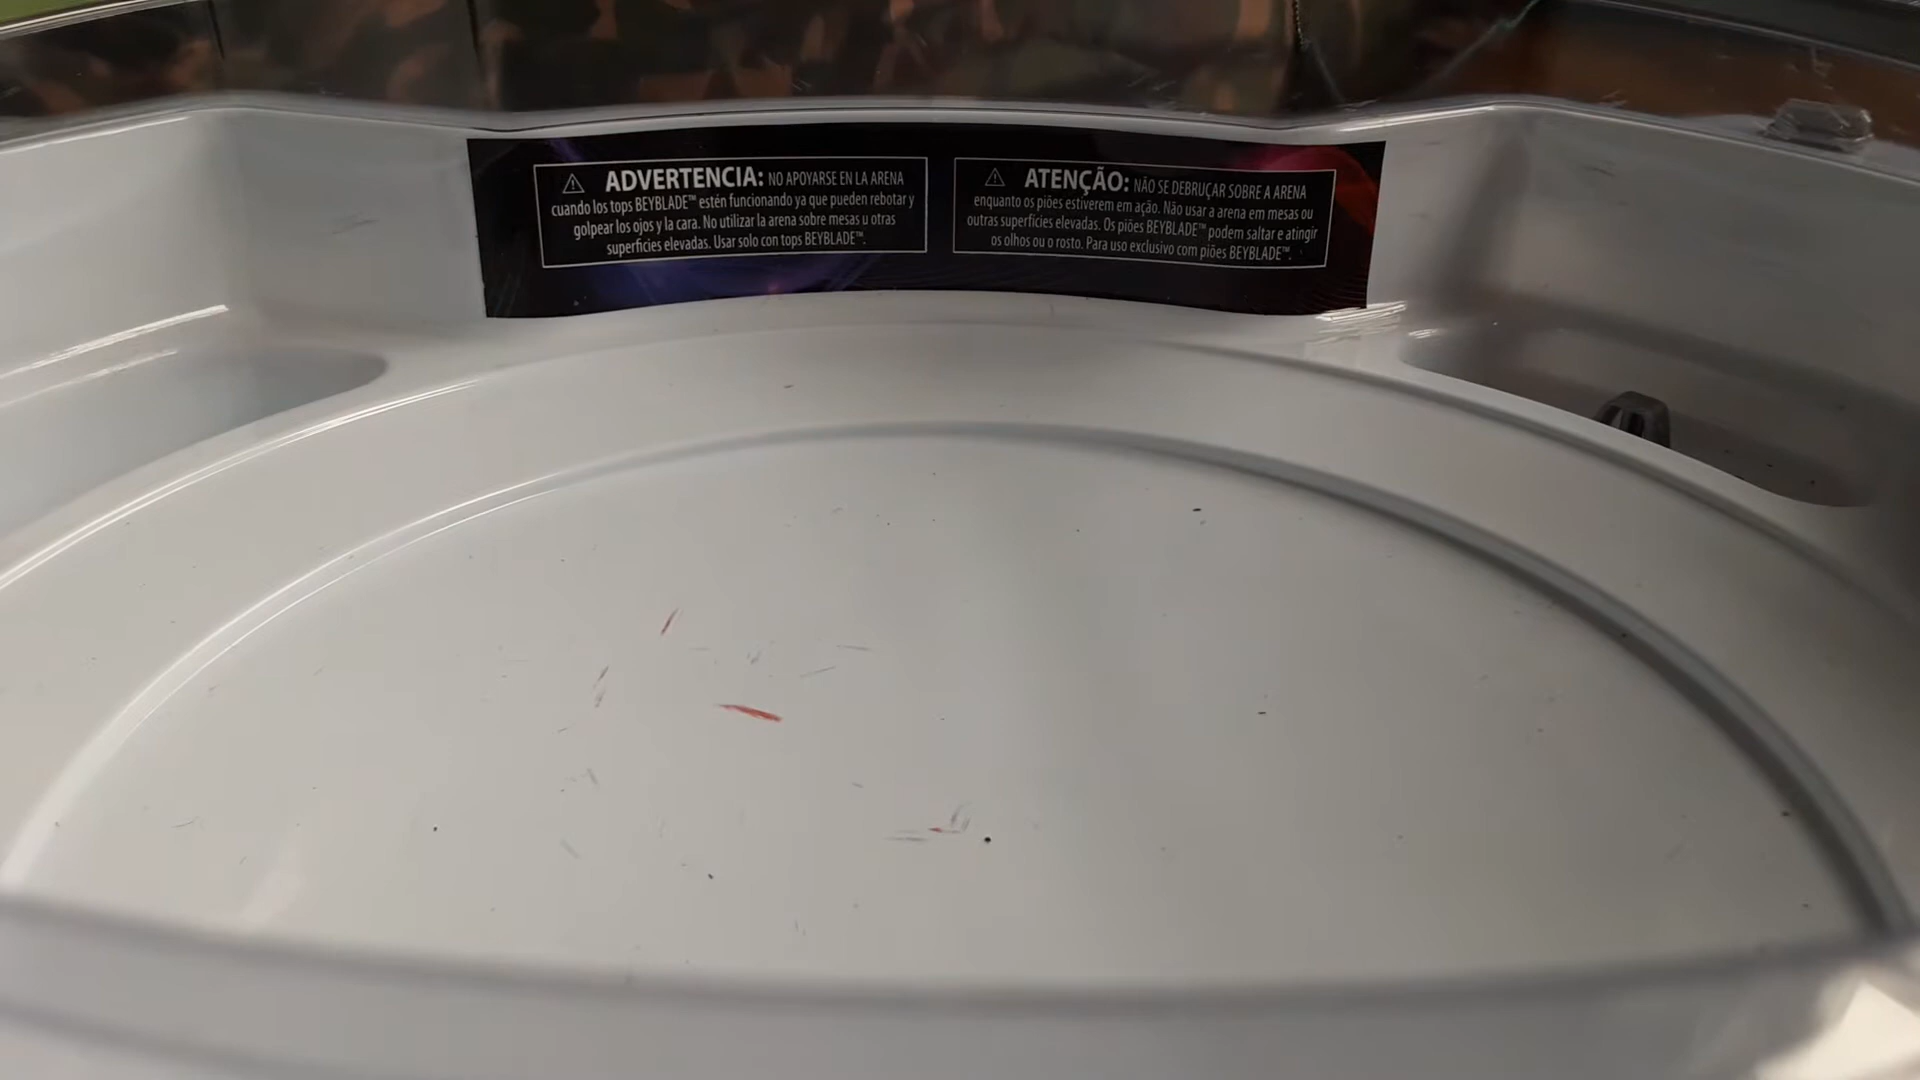 ADVERTENCIA: NO APOYARSE EN LA ARENA
cuando los tops BEYBLADE™ estén funcionando ya que pueden rebotar y
golpear los ojos y la cara. No utilizar la arena sobre mesas u otras
superficies elevadas. Usar solo con tops BEYBLADE™.
ATENÇÃO: NÃO SE DEBRUÇAR SOBRE A ARENA
enquanto os piões estiverem em ação. Não usar a arena em mesas ou
outras superfícies elevadas. Os piões BEYBLADE™ podem saltar e atingir
os olhos ou o rosto. Para uso exclusivo com piões BEYBLADE™.